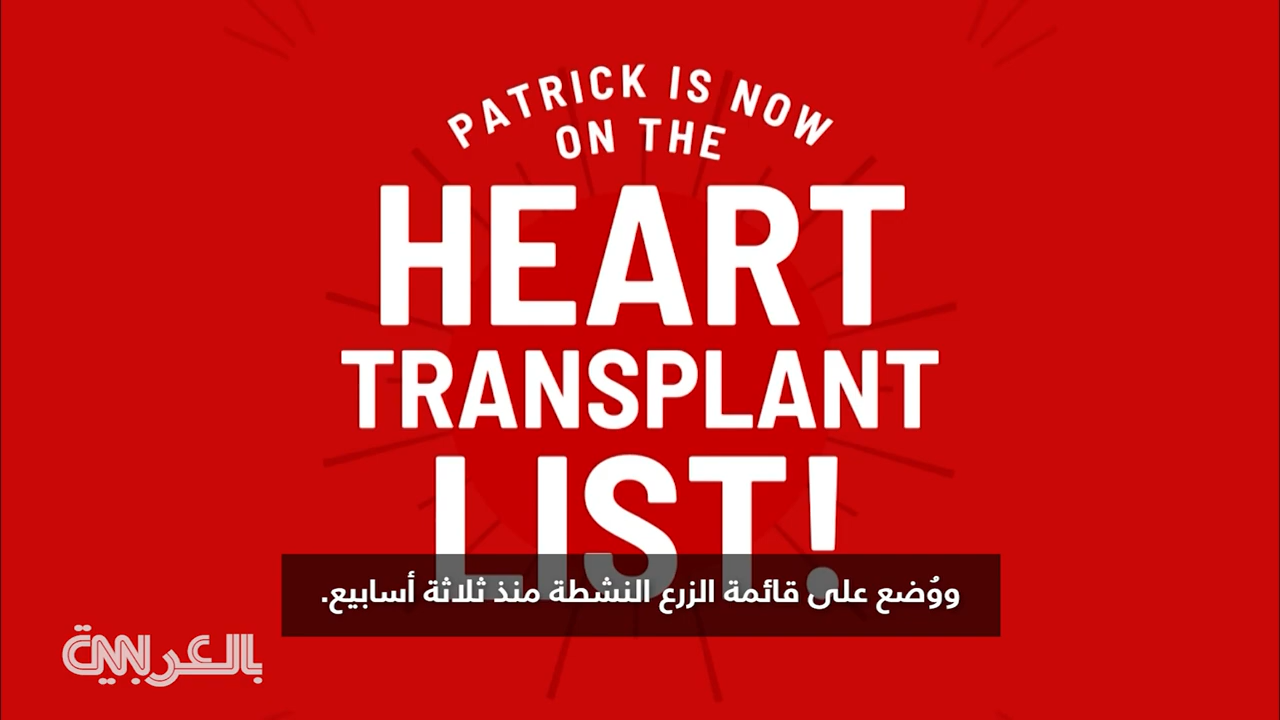 PATRICK IS NOW
ON THE
HEART
TRANSPLANT
LIST!
ووُضع على قائمة الزرع النشطة منذ ثلاثة أسابيع.
CNN بالعربية